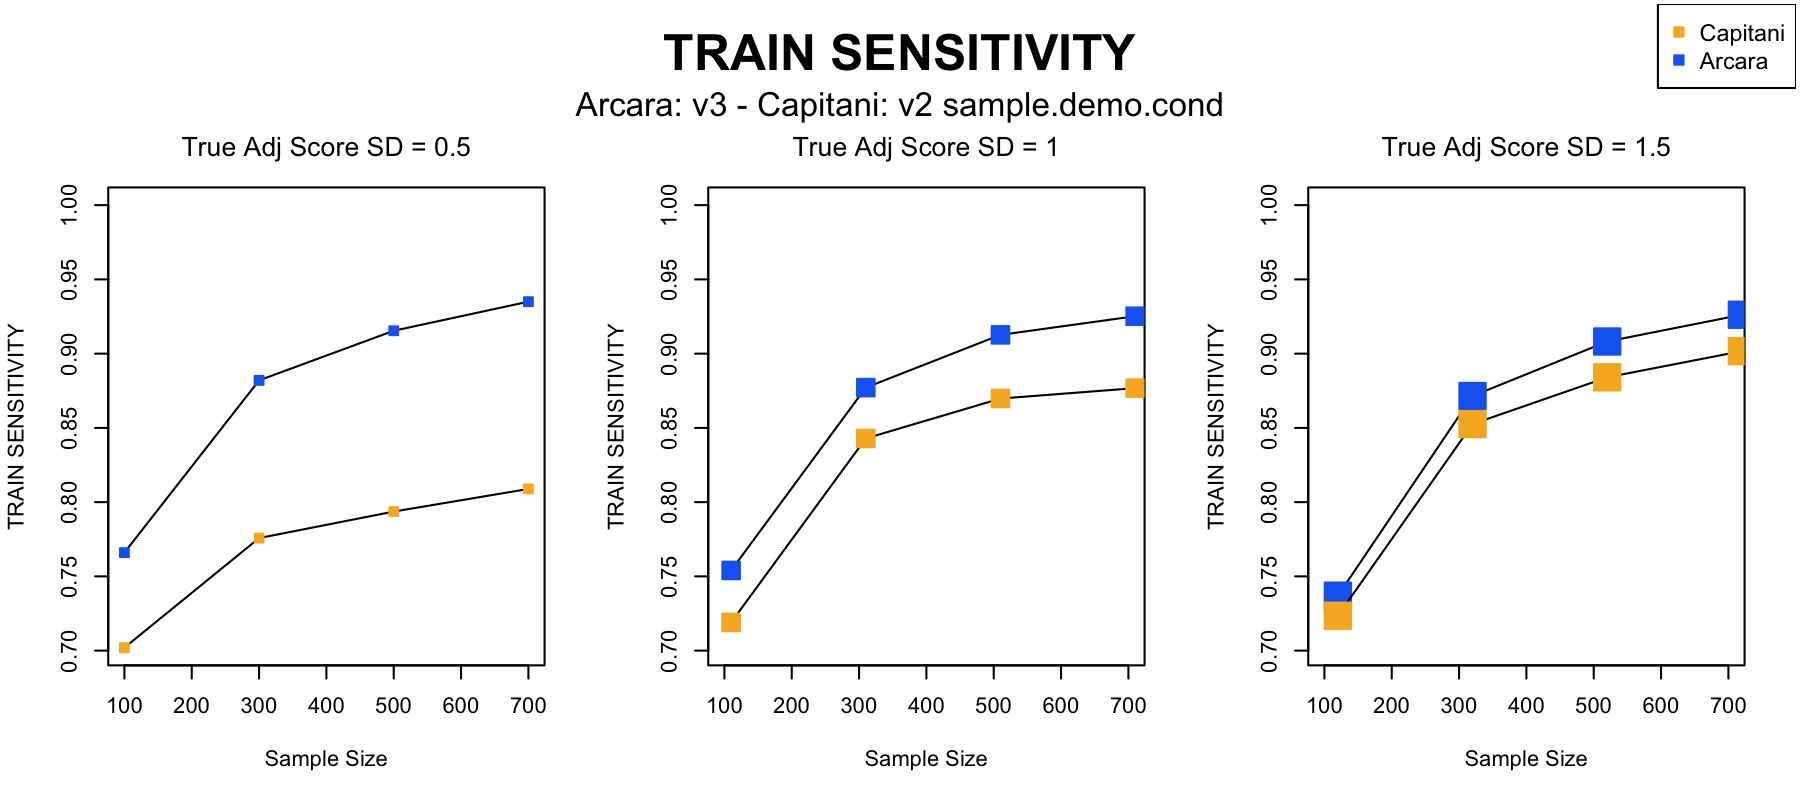 TRAIN SENSITIVITY
Arcara: v3 - Capitani: v2 sample.demo.cond
Capitani
Arcara
True Adj Score SD = 0.5
TRAIN SENSITIVITY
1.00
0.95
0.90
0.85
0.80
0.75
0.70
100 200 300 400 500 600 700
Sample Size
True Adj Score SD = 1
TRAIN SENSITIVITY
1.00
0.95
0.90
0.85
0.80
0.75
0.70
100 200 300 400 500 600 700
Sample Size
True Adj Score SD = 1.5
TRAIN SENSITIVITY
1.00
0.95
0.90
0.85
0.80
0.75
0.70
100 200 300 400 500 600 700
Sample Size